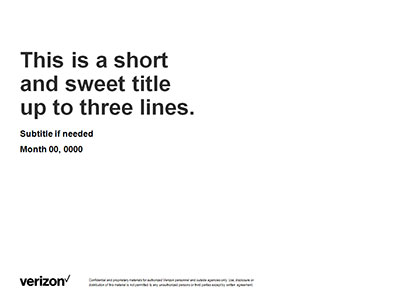 This is a short
and sweet title
up to three lines.
Subtitle if needed
Month 00, 0000
verizon✓
Confidential and proprietary materials for authorized Verizon personnel and outside agencies only. Use, disclosure or
distribution of this material is not permitted to any unauthorized persons or third parties except by written agreement.